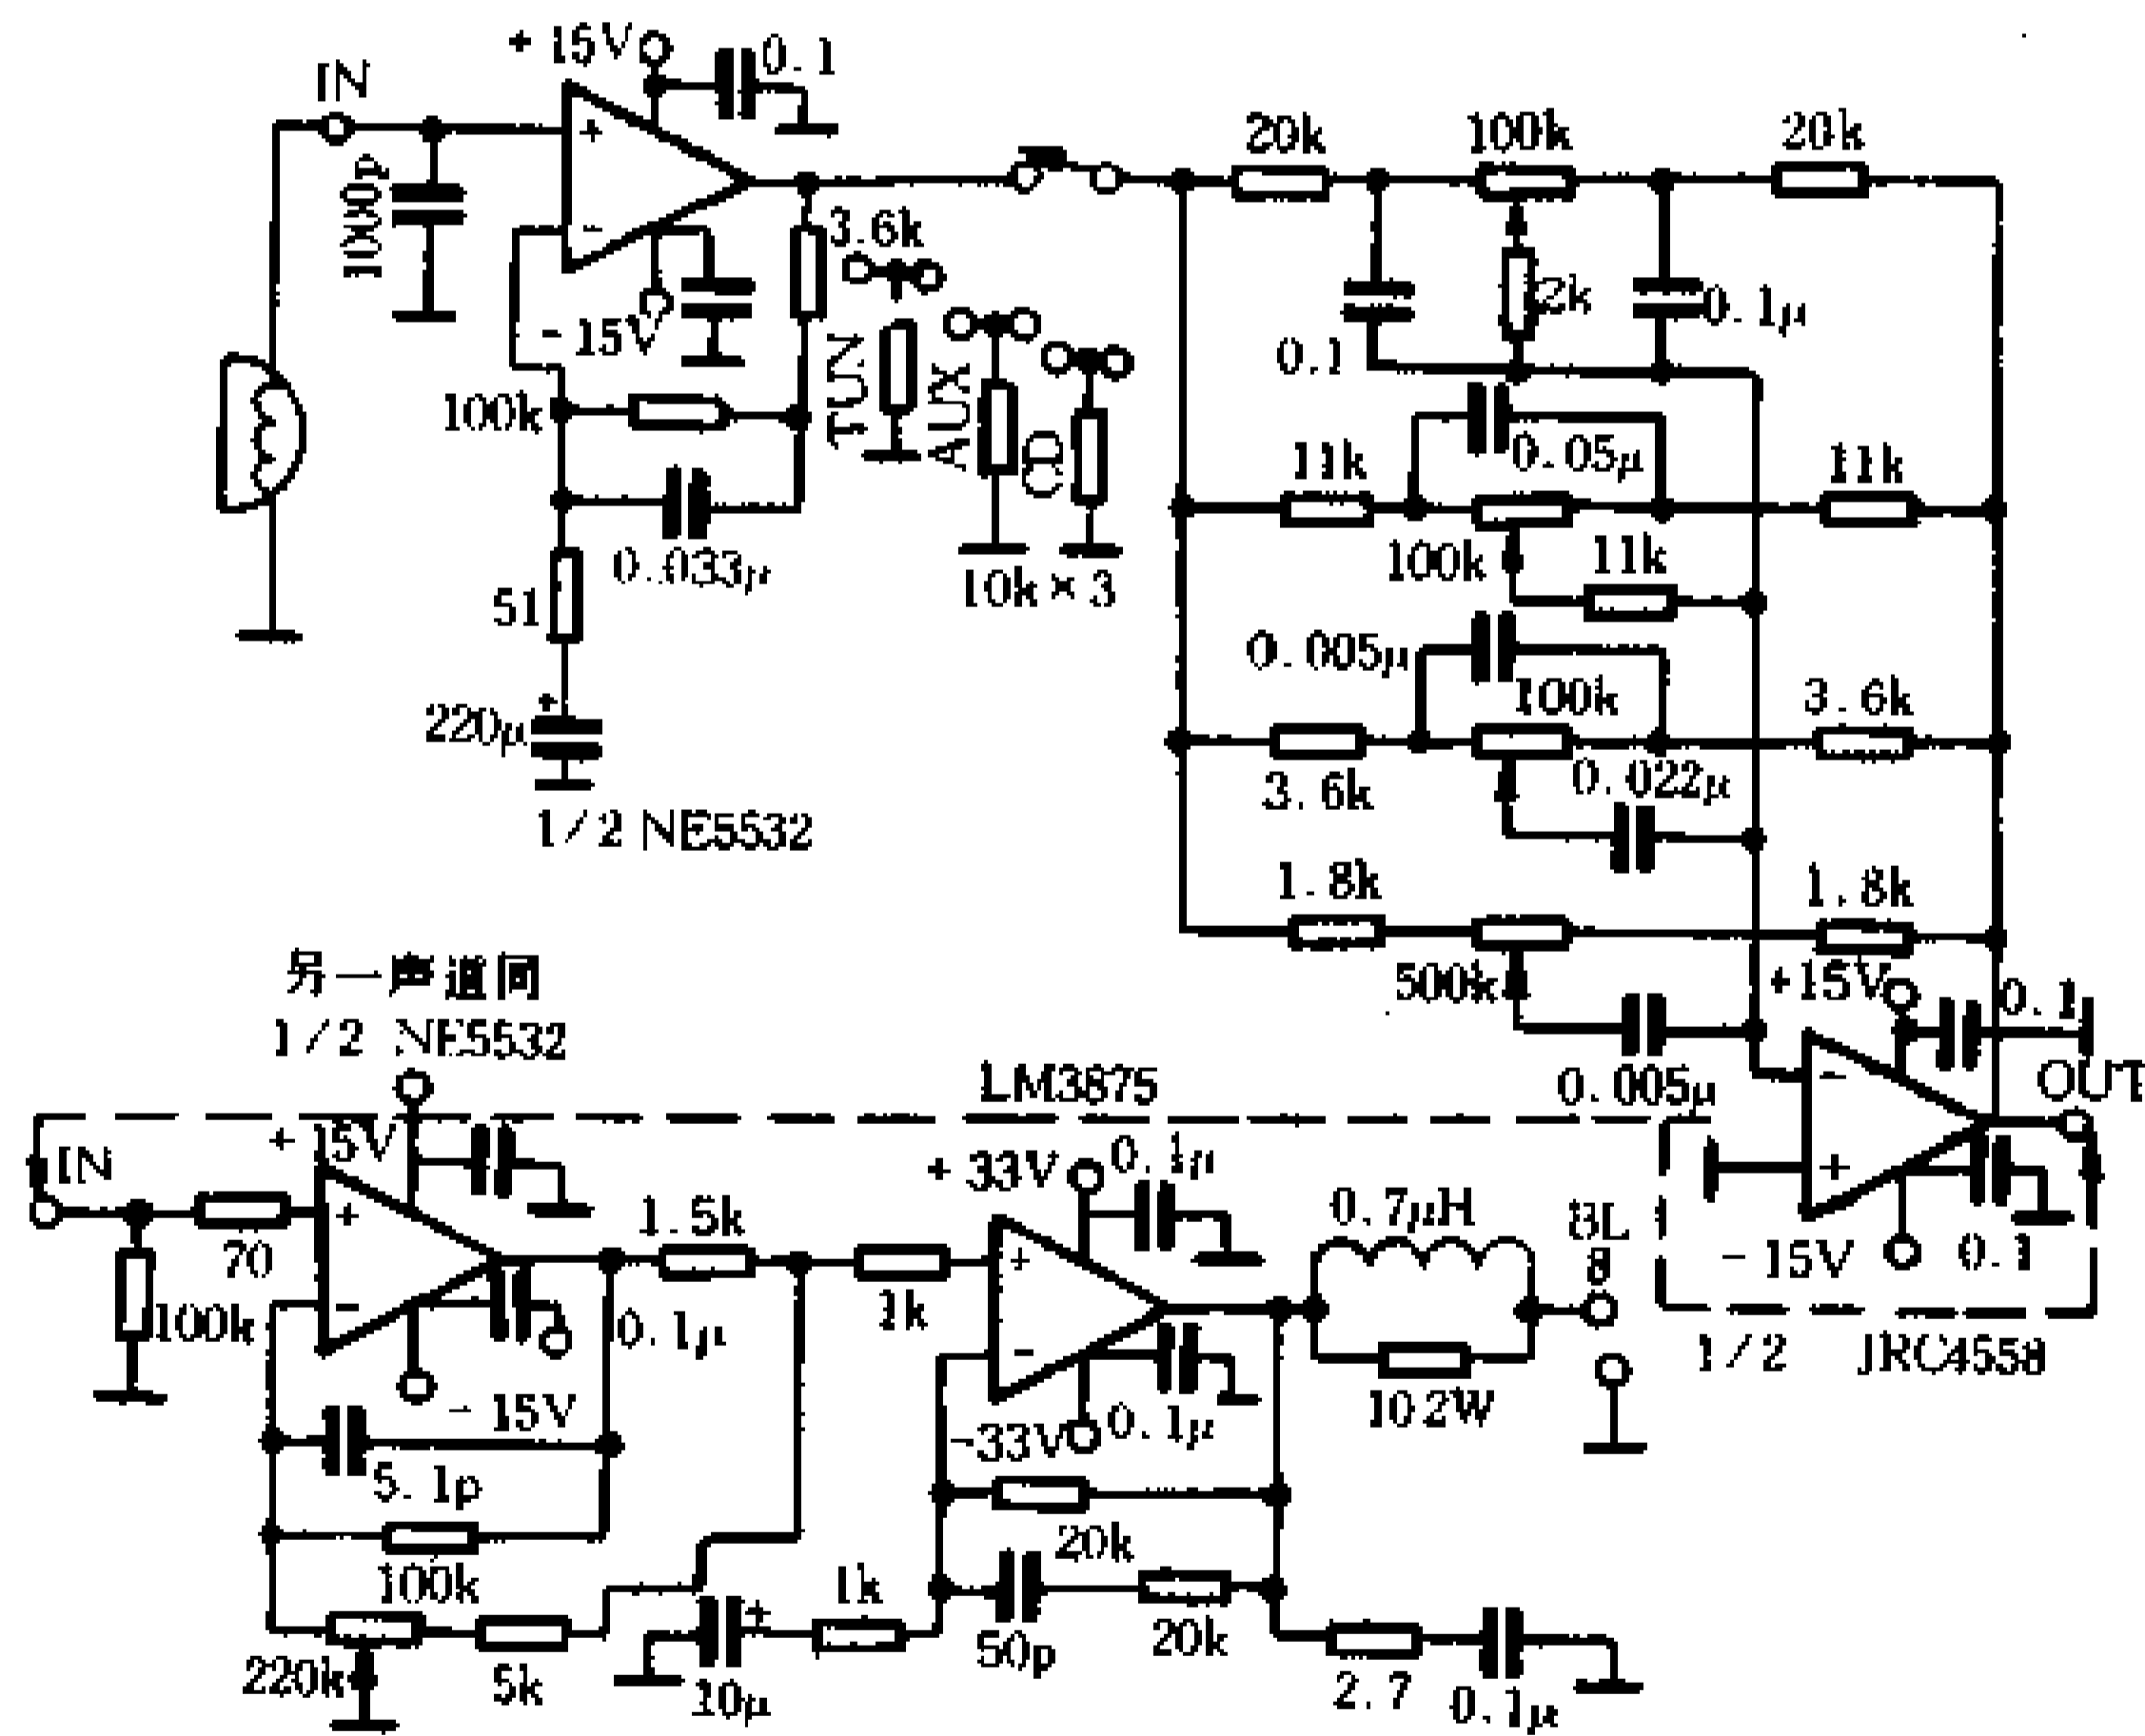 IN
+15V
0.1
1000p
-15V
3.6k
TUN
AUX
CD
10k×3
100k
0.033μ
51
220μ
1/2 NE5532
20k
100k
20k
0.1
2k
0.1μ
0.05μ
11k
11k
100k
11k
0.005μ
100k
3.6k
3.6k
0.022μ
1.8k
1.8k
500k
0.005μ
+15V
0.1
OUT
-15V
0.1
1/2 JRC4558
另一声道同
1/2 NE5532
IN
+15V
70
100k
0.1μ
-15V
5.1p
100k
220k
5k
1.5k
LM3875
+33V
0.1μ
1k
-33V
0.1μ
20k
1k
10μ
50p
20k
2.7
0.1μ
0.7μH
10 2W
BL
8